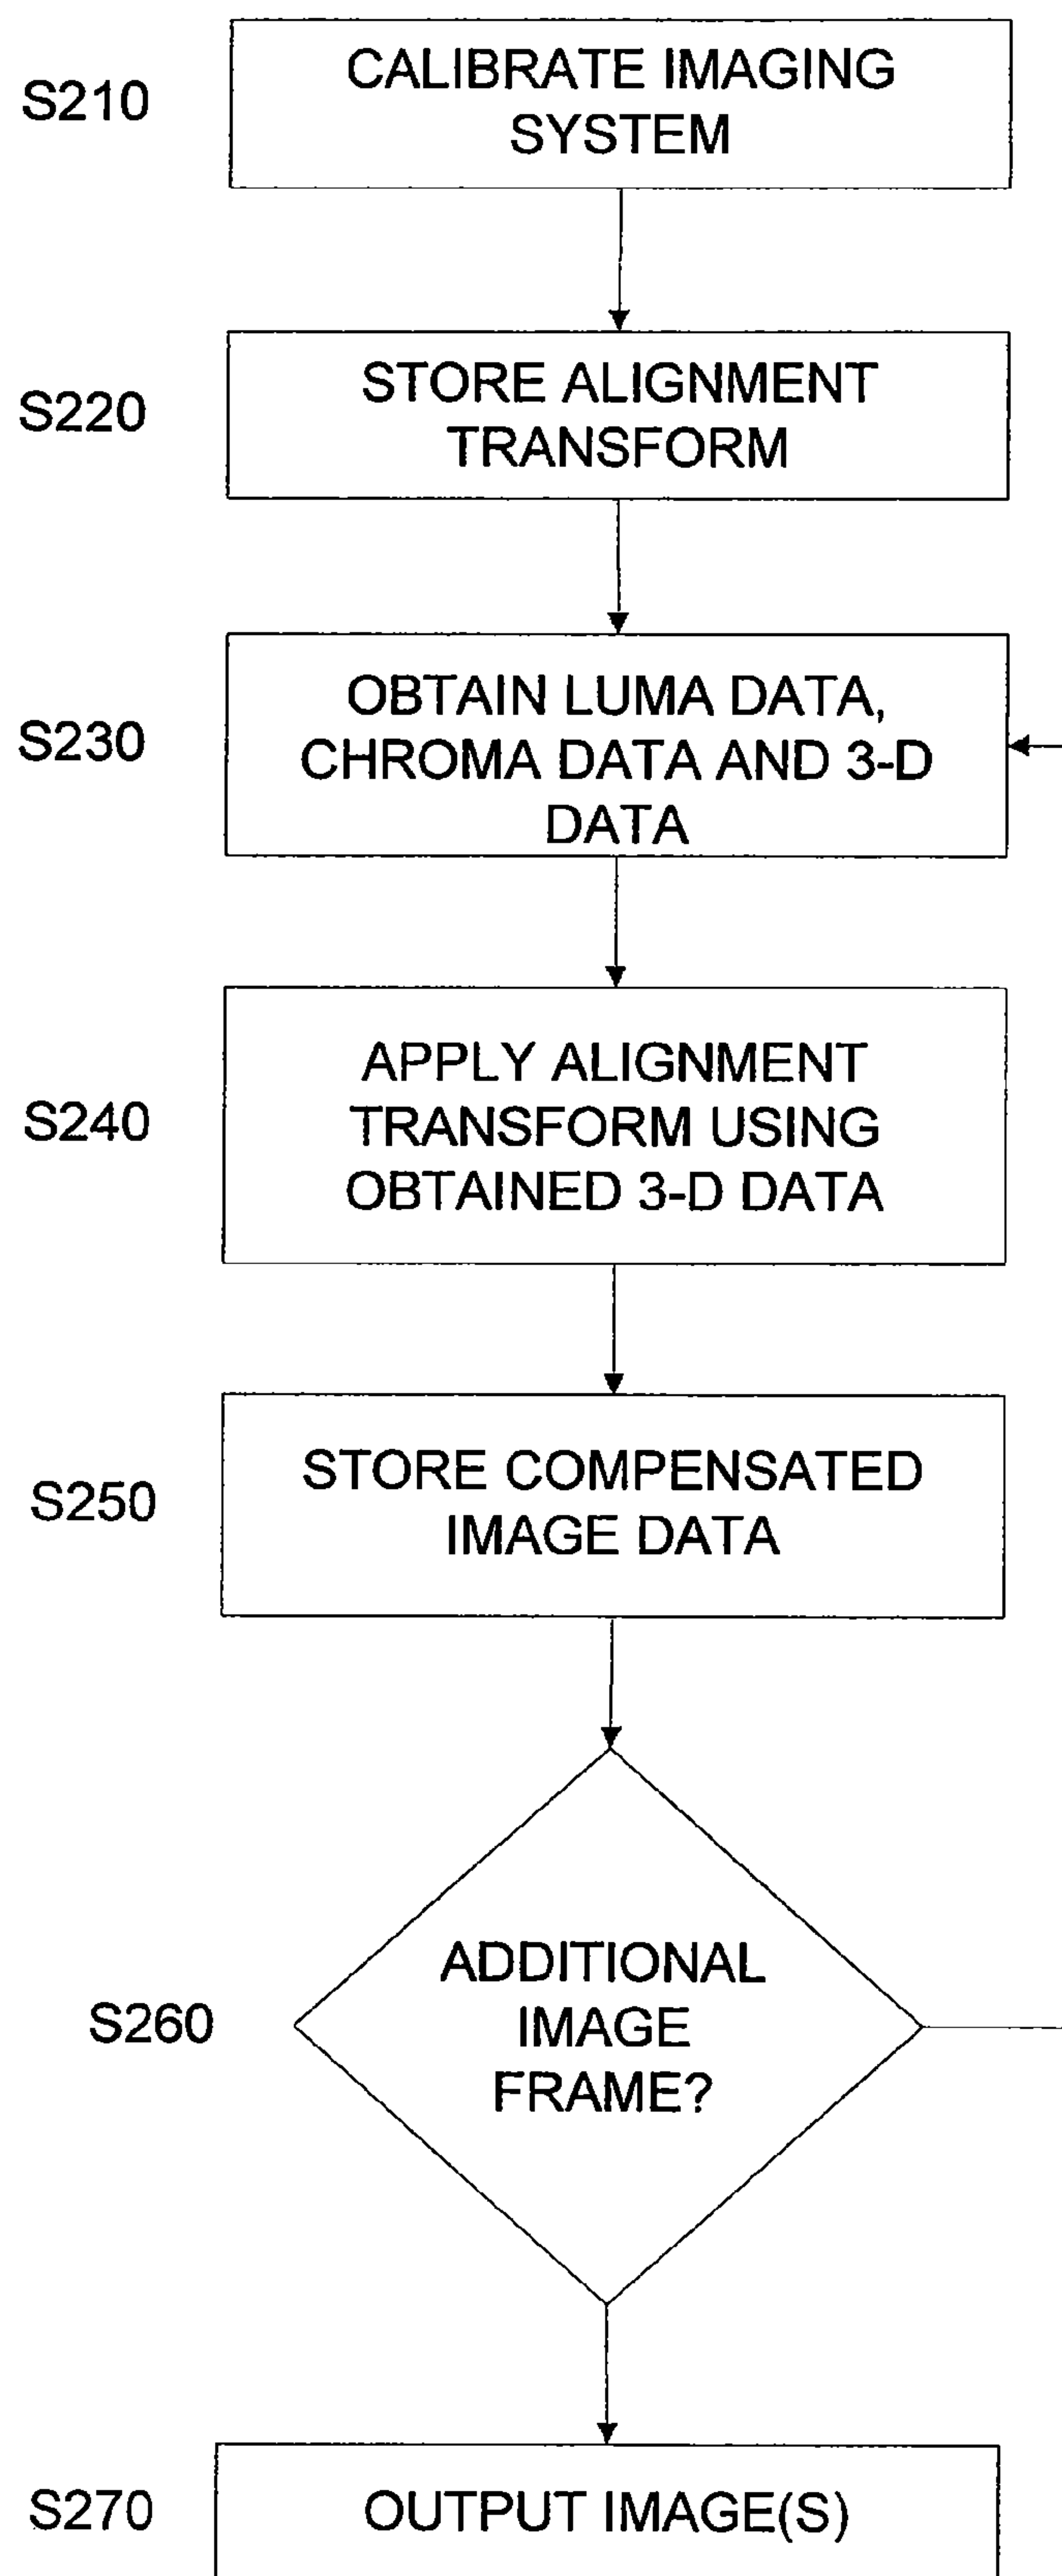 S210
CALIBRATE IMAGING
SYSTEM
S220
STORE ALIGNMENT
TRANSFORM
S230
OBTAIN LUMA DATA,
CHROMA DATA AND 3-D
DATA
S240
APPLY ALIGNMENT
TRANSFORM USING
OBTAINED 3-D DATA
S250
STORE COMPENSATED
IMAGE DATA
S260
ADDITIONAL
IMAGE
FRAME?
S270
OUTPUT IMAGE(S)